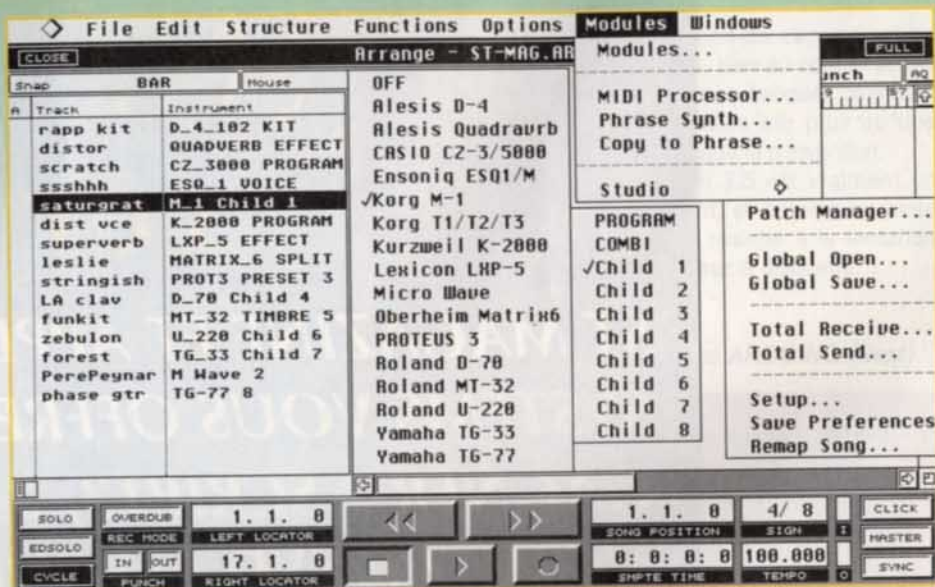 File Edit Structure Functions Options Modules Windows
CLOSE Arrange - ST-MAG.AR FULL
Snap BAR Mouse
A Track Instrument
rapp kit D_4_102 KIT
distor QUADVERB EFFECT
scratch CZ_3000 PROGRAM
ssshhh ESQ_1 VOICE
saturgrat M_1 Child 1
dist vce K_2000 PROGRAM
superverb LXP_5 EFFECT
leslie MATRIX_6 SPLIT
stringish PROT3 PRESET 3
LA clav D_70 Child 4
funkit MT_32 TIMBRE 5
zebulon U_220 Child 6
forest TG_33 Child 7
PerePeynar M Wave 2
phase gtr TG-77 8
OFF
Alesis D-4
Alesis Quadraurb
CASIO CZ-3/5000
Ensoniq ESQ1/M
√Korg M-1
Korg T1/T2/T3
Kurzweil K-2000
Lexicon LXP-5
Micro Wave
Oberheim Matrix6
PROTEUS 3
Roland D-70
Roland MT-32
Roland U-220
Yamaha TG-33
Yamaha TG-77
Modules...
MIDI Processor...
Phrase Synth...
Copy to Phrase...
Studio
PROGRAM
COMBI
√Child 1
Child 2
Child 3
Child 4
Child 5
Child 6
Child 7
Child 8
Patch Manager...
Global Open...
Global Save...
Total Receive...
Total Send...
Setup...
Save Preferences
Remap Song...
unch AQ
SOLO OVERDUB 1. 1. 0 << >> 1. 1. 0 4/ 8 CLICK
REC MODE LEFT LOCATOR SONG POSITION SIGN I
EDSOLO MASTER
IN OUT 17. 1. 0 0: 0: 0: 0 100.000
CYCLE PUNCH RIGHT LOCATOR SMPTE TIME TEMPO O SYNC